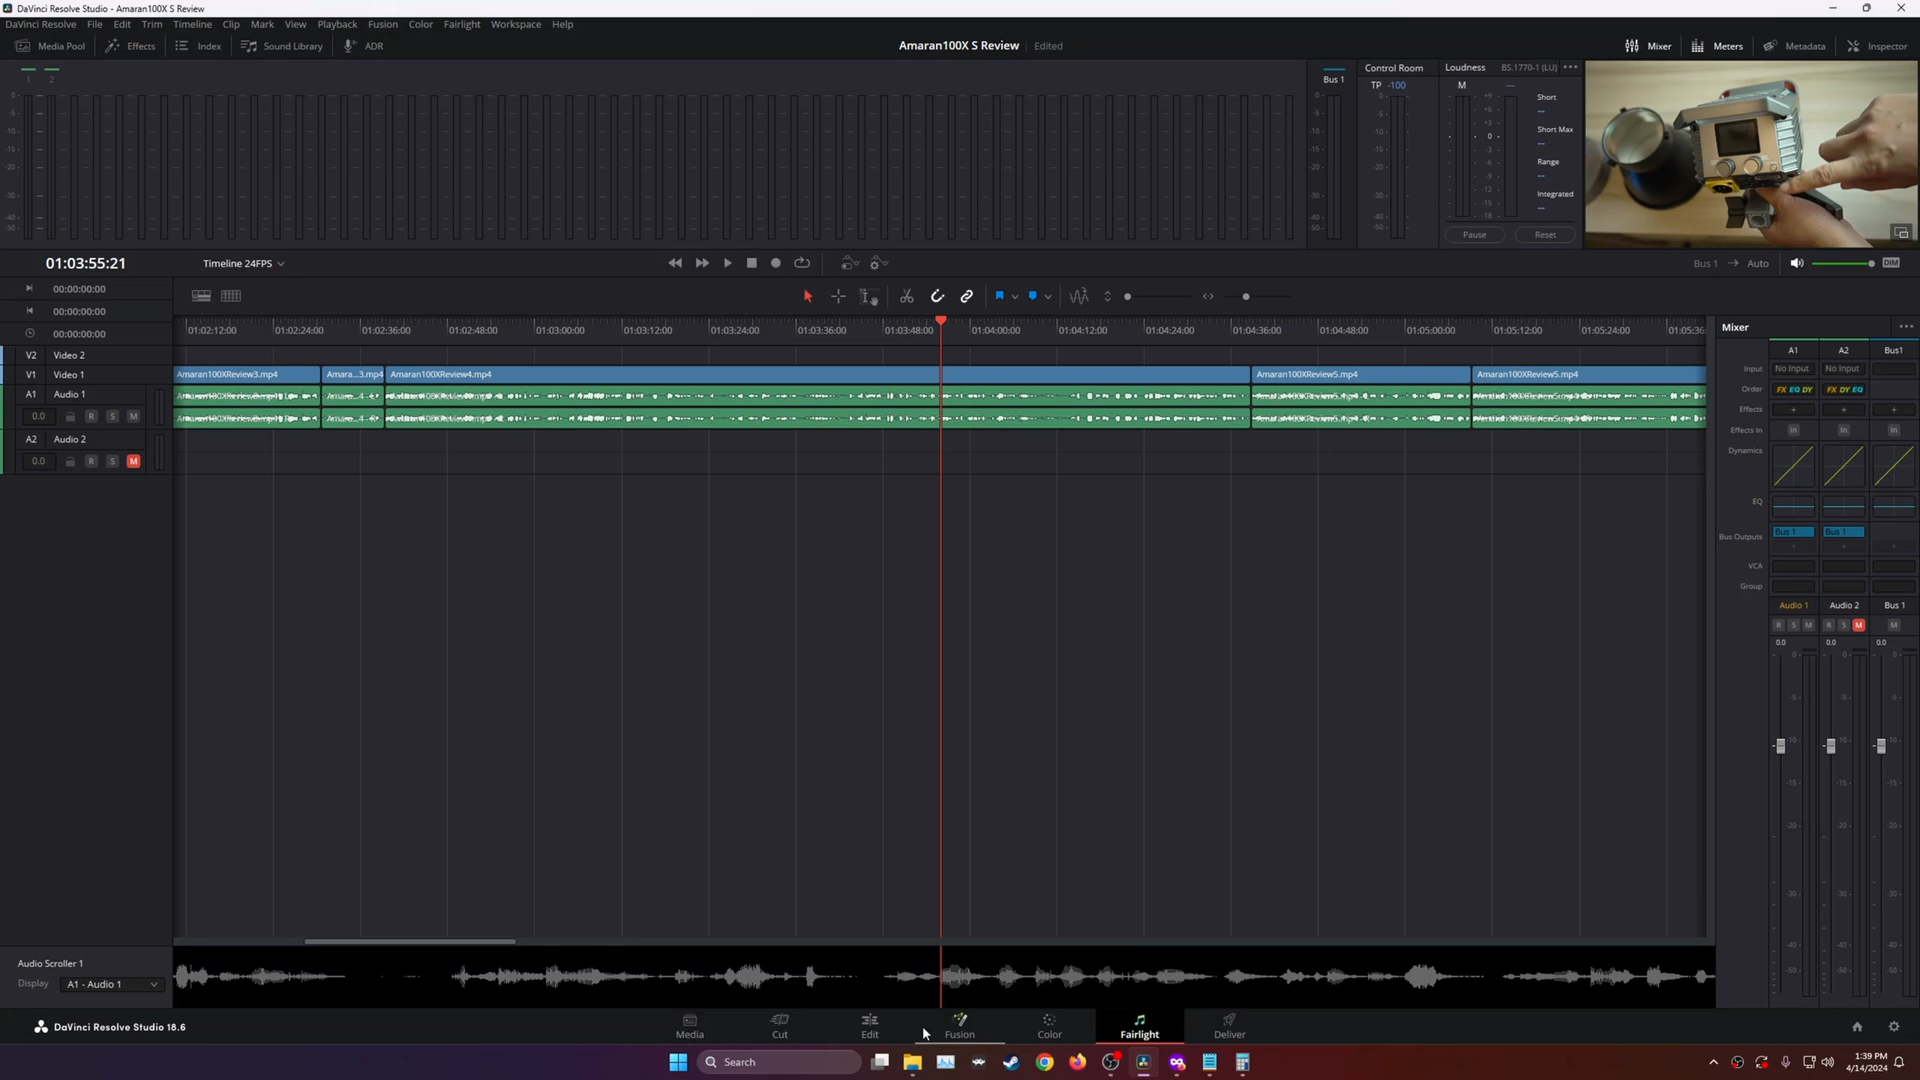 DaVinci Resolve Studio - Amaran100X S Review
DaVinci Resolve File Edit Trim Timeline Clip Mark View Playback Fusion Color Fairlight Workspace Help
Media Pool Effects Index Sound Library ADR Amaran100X S Review Edited Mixer Meters Metadata Inspector
1 2 Bus 1 Control Room Loudness BS.1770-1 (LU)
TP -100 M
Short
Short Max
Range
Integrated
Pause Reset
01:03:55:21 Timeline 24FPS Bus 1 Auto DIM
00:00:00:00
00:00:00:00
00:00:00:00
01:02:12:00 01:02:24:00 01:02:36:00 01:02:48:00 01:03:00:00 01:03:12:00 01:03:24:00 01:03:36:00 01:03:48:00 01:04:00:00 01:04:12:00 01:04:24:00 01:04:36:00 01:04:48:00 01:05:00:00 01:05:12:00 01:05:24:00 01:05:36:
V2 Video 2
V1 Video 1 Amaran100XReview3.mp4 Amara...3.mp4 Amaran100XReview4.mp4 Amaran100XReview5.mp4 Amaran100XReview5.mp4
A1 Audio 1
0.0 R S M
A2 Audio 2
0.0 R S M
Mixer
A1 A2 Bus1
Input No Input No Input
Order FX EQ DY FX DY EQ
Effects
Effects In In In In
Dynamics
EQ
Bus Outputs Bus 1 Bus 1
VCA
Group
Audio 1 Audio 2 Bus 1
R S M R S M M
0.0 0.0 0.0
Audio Scroller 1
Display A1 - Audio 1
DaVinci Resolve Studio 18.6 Media Cut Edit Fusion Color Fairlight Deliver
Search
1:39 PM
4/14/2024